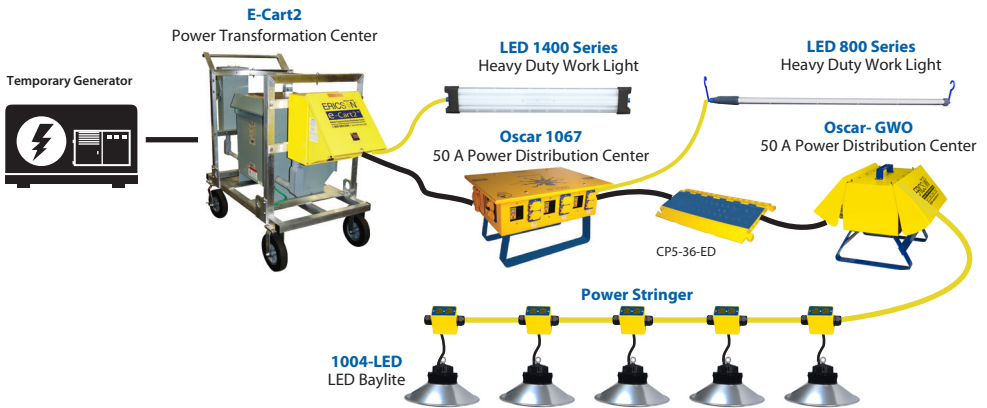 E-Cart2
Power Transformation Center
Temporary Generator
ERICSON
e-Cart2
LED 1400 Series
Heavy Duty Work Light
LED 800 Series
Heavy Duty Work Light
Oscar 1067
50 A Power Distribution Center
Oscar- GWO
50 A Power Distribution Center
CP5-36-ED
Power Stringer
1004-LED
LED Baylite